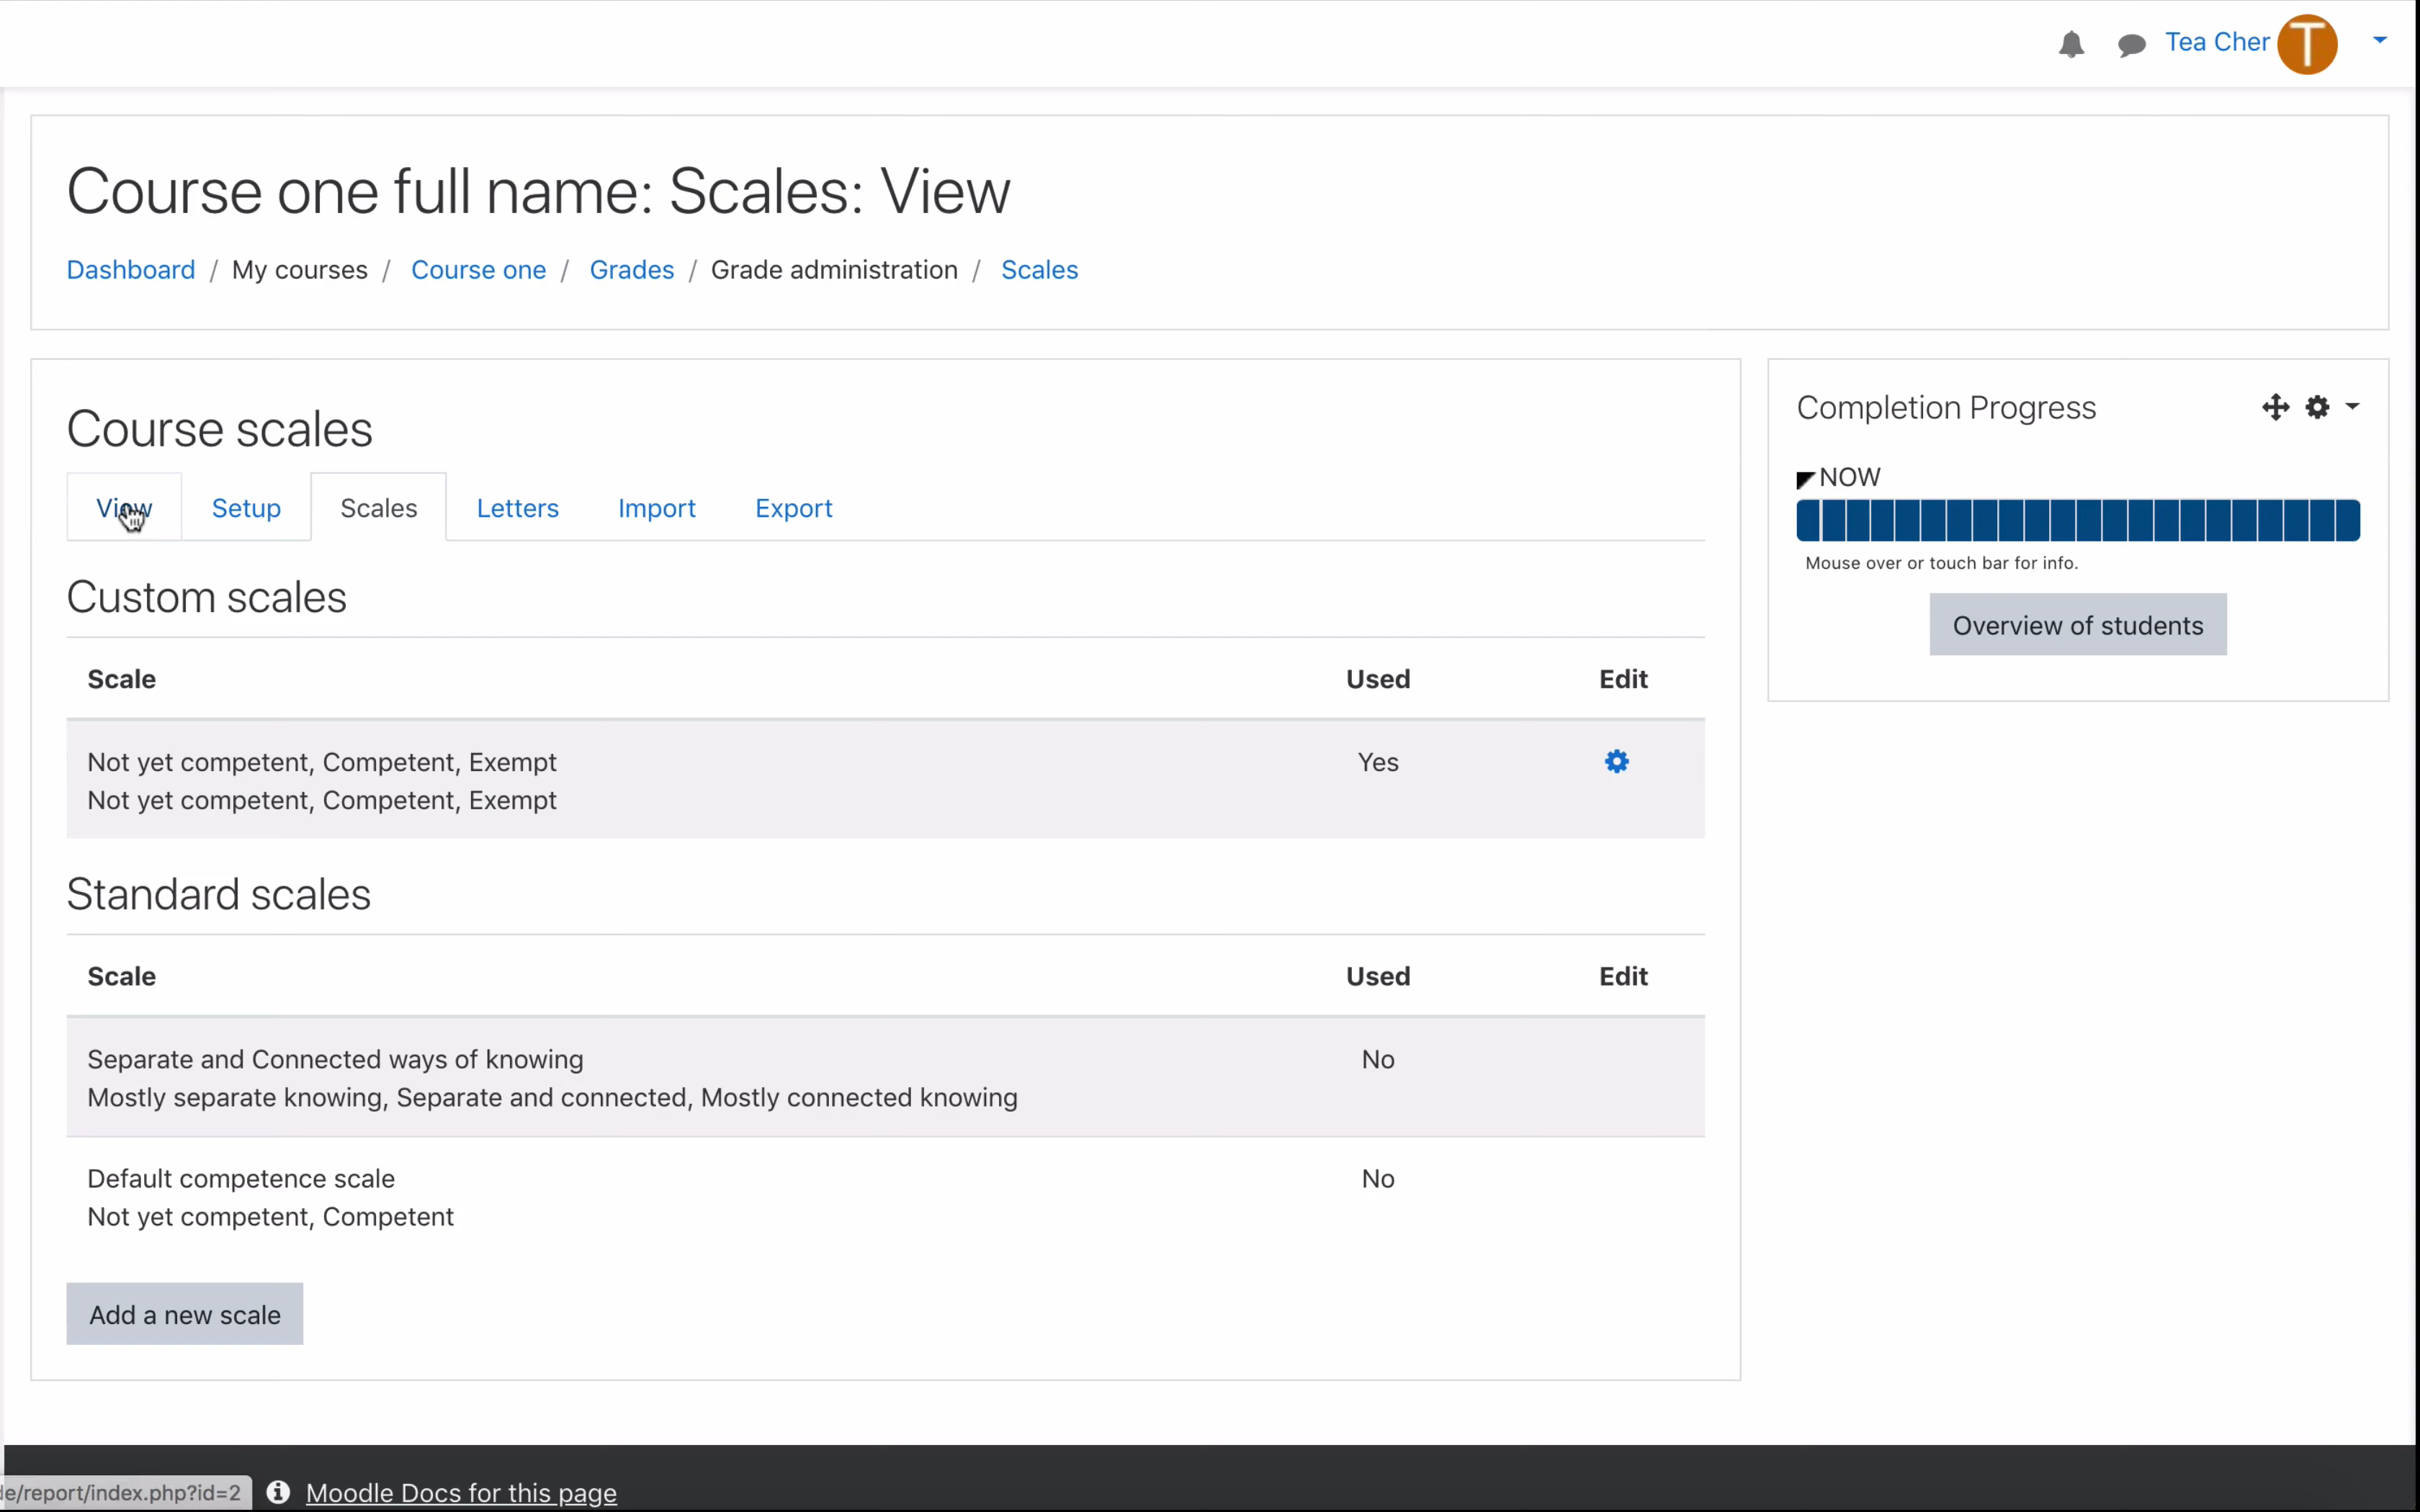 Tea Cher T
Course one full name: Scales: View
Dashboard / My courses / Course one / Grades / Grade administration / Scales
Course scales
View Setup Scales Letters Import Export
Custom scales
Scale Used Edit
Not yet competent, Competent, Exempt Yes
Not yet competent, Competent, Exempt
Standard scales
Scale Used Edit
Separate and Connected ways of knowing No
Mostly separate knowing, Separate and connected, Mostly connected knowing
Default competence scale No
Not yet competent, Competent
Add a new scale
Completion Progress
NOW
Mouse over or touch bar for info.
Overview of students
de/report/index.php?id=2 Moodle Docs for this page